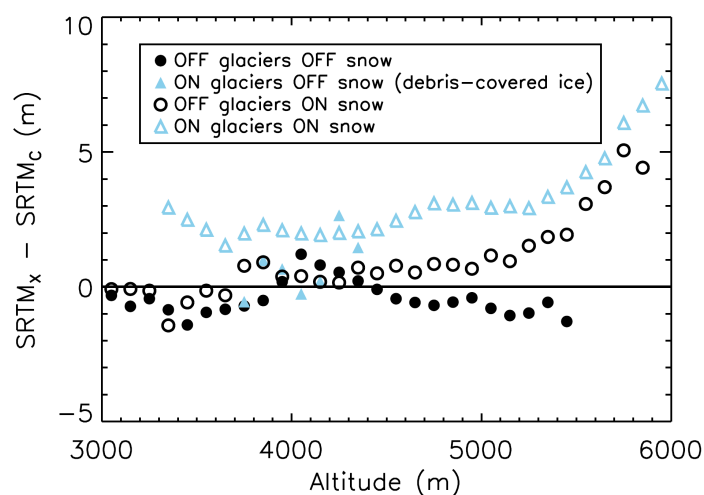 10
OFF glaciers OFF snow
ON glaciers OFF snow (debris-covered ice)
OFF glaciers ON snow
ON glaciers ON snow
5
0
-5
SRTMX - SRTMC (m)
3000 4000 5000 6000
Altitude (m)